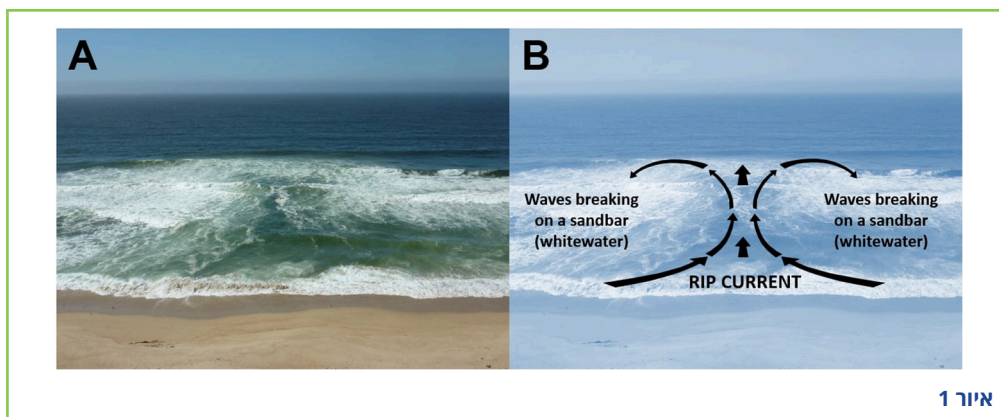 A
B
Waves breaking
on a sandbar
(whitewater)
Waves breaking
on a sandbar
(whitewater)
RIP CURRENT
איור 1